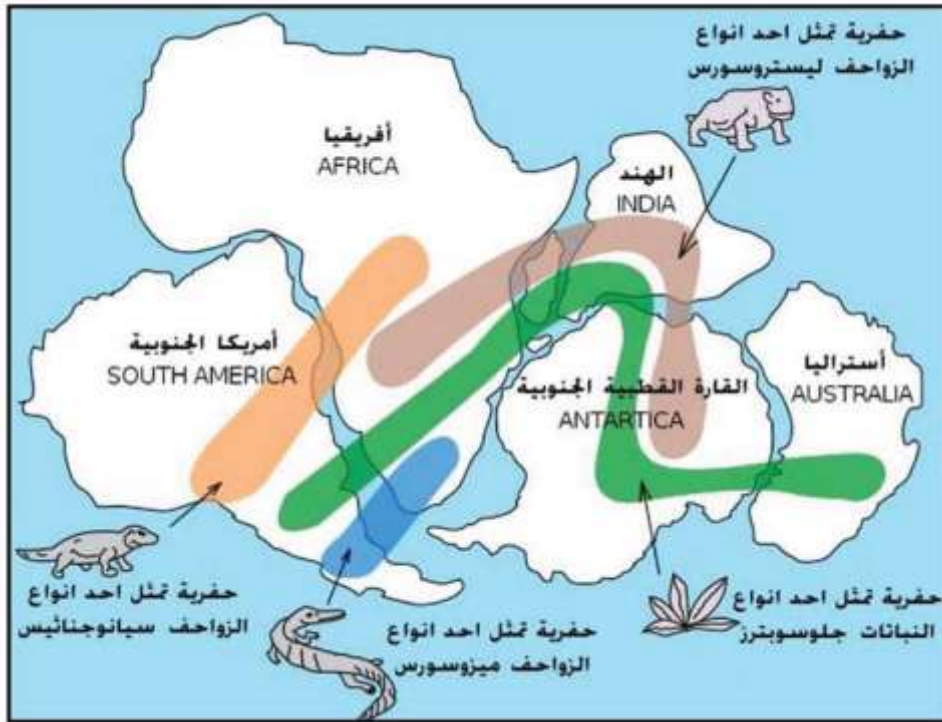 حفرية تمثل احد انواع
الزواحف ليستروسورس
أفريقيا
AFRICA
الهند
INDIA
أمريكا الجنوبية
SOUTH AMERICA
القارة القطبية الجنوبية
ANTARTICA
أستراليا
AUSTRALIA
حفرية تمثل احد انواع
الزواحف سيانوجناثيس
حفرية تمثل احد انواع
الزواحف ميزوسورس
حفرية تمثل احد انواع
النباتات جلوسوبترز